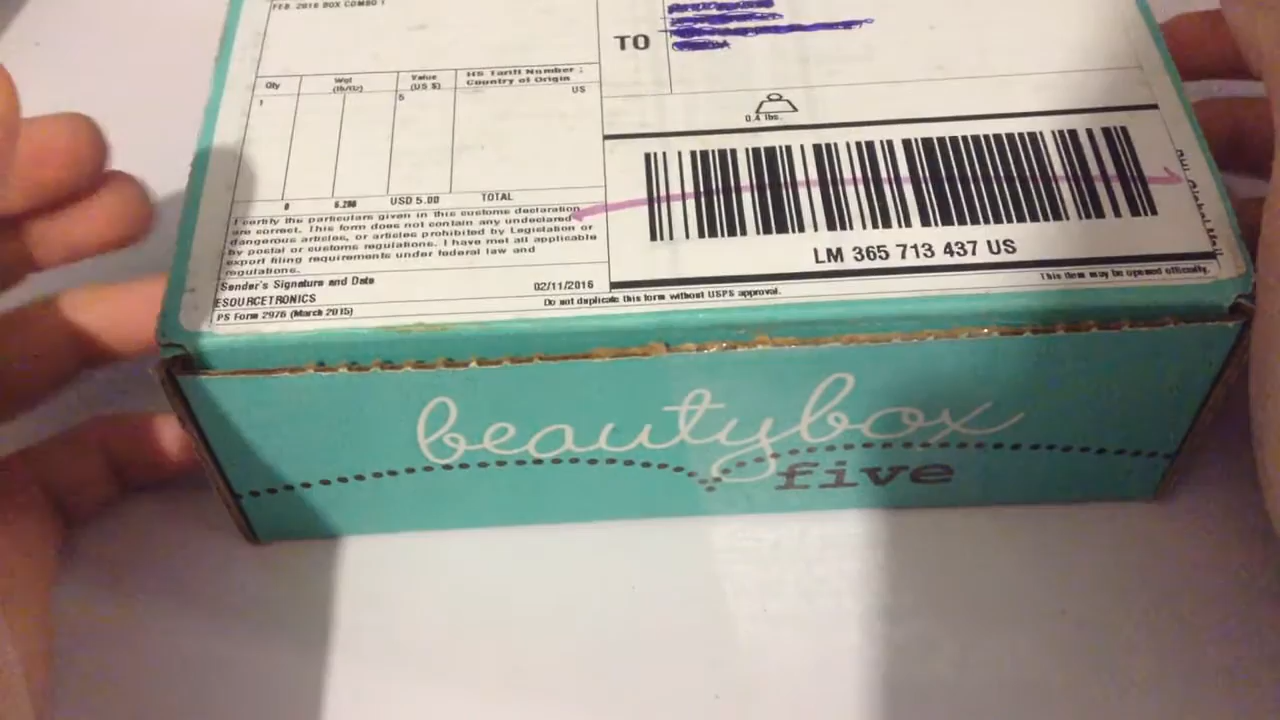 FEB. 2016 BOX COMBO 1
TO
Qty
Wgt
(lb/oz)
Value
(US $)
HS Tariff Number ;
Country of Origin
1
5
US
0.4 lbs.
0
6.286
USD 5.00
TOTAL
I certify the particulars given in this customs declaration
are correct. This form does not contain any undeclared
dangerous articles, or articles prohibited by Legislation or
by postal or customs regulations. I have met all applicable
export filing requirements under federal law and
regulations.
Sender's Signature and Date
02/11/2016
ESOURCETRONICS
PS Form 2976 (March 2015)
Do not duplicate this form without USPS approval.
LM 365 713 437 US
This item may be opened officially.
beautybox
five